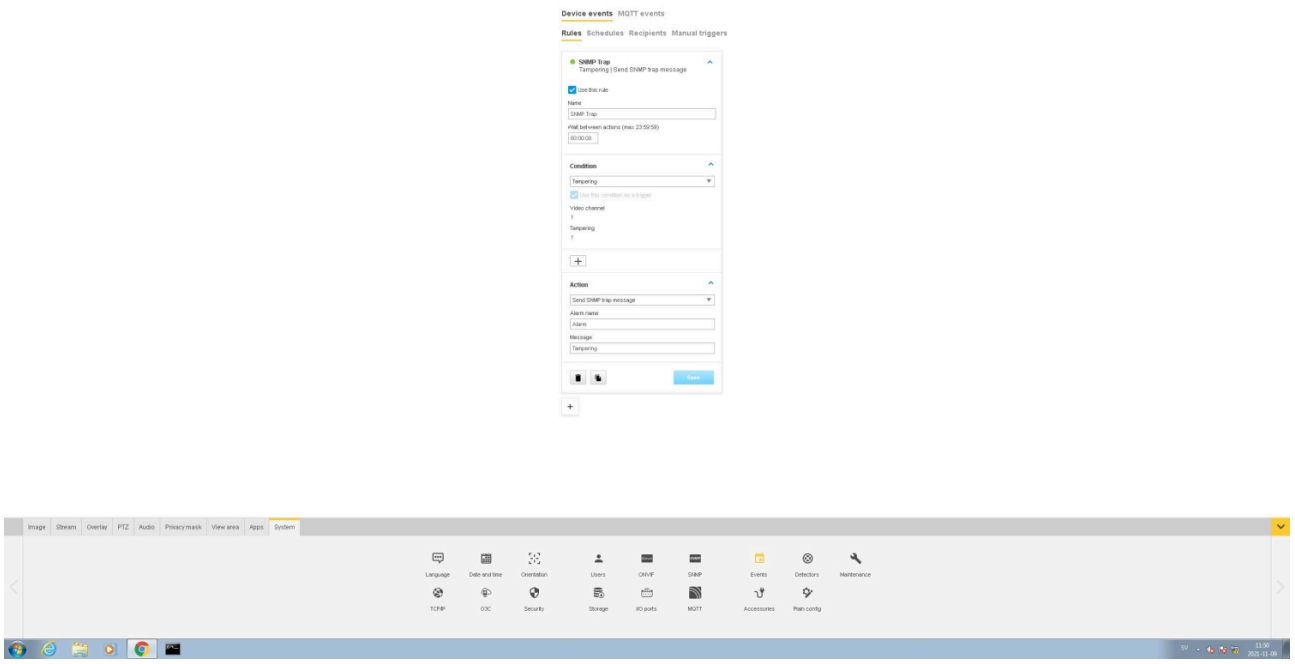 Device events MQTT events
Rules Schedules Recipients Manual triggers
SNMP Trap
Tampering | Send SNMP trap message
Use this rule
Name
SNMP Trap
Wait between actions (max 23:59:59)
00:00:00
Condition
Tampering
Use this condition as a trigger
Video channel
Tampering
+
Action
Send SNMP trap message
Alarm name
Alarm
Message
Tampering
Save
+
Image Stream Overlay PTZ Audio Privacy mask View area Apps System
Language Date and time Orientation Users ONVIF SNMP Events Detectors Maintenance
TCP/IP O3C Security Storage I/O ports MQTT Accessories Plain config
SV 11:50
2021-11-09